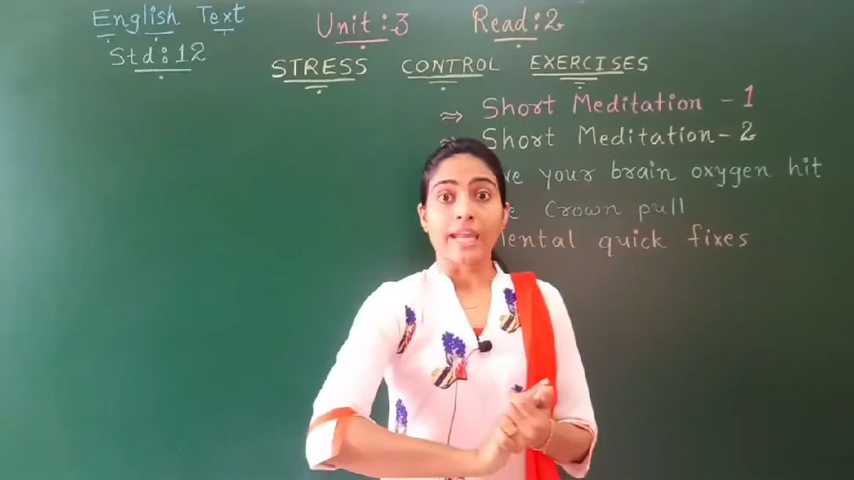 English Text
Std:12
Unit:3 Read:2
STRESS CONTROL EXERCISES
⇒ Short Meditation - 1
⇒ Short Meditation - 2
your brain oxygen hit
Crown pull
quick fixes